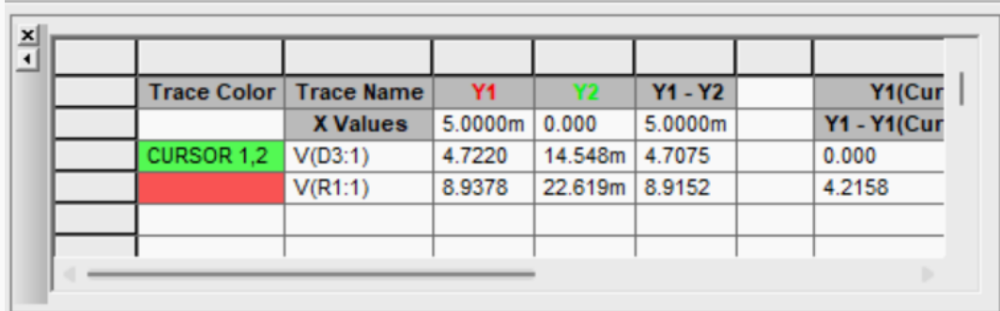 Trace Color Trace Name Y1 Y2 Y1 - Y2 Y1(Cur
X Values 5.0000m 0.000 5.0000m Y1 - Y1(Cur
CURSOR 1,2 V(D3:1) 4.7220 14.548m 4.7075 0.000
V(R1:1) 8.9378 22.619m 8.9152 4.2158